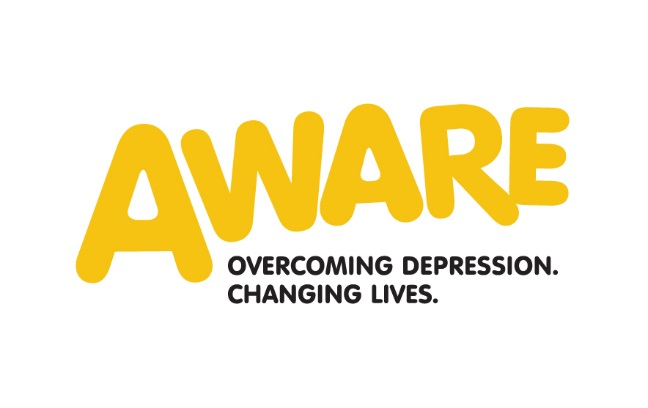 AWARE
OVERCOMING DEPRESSION.
CHANGING LIVES.